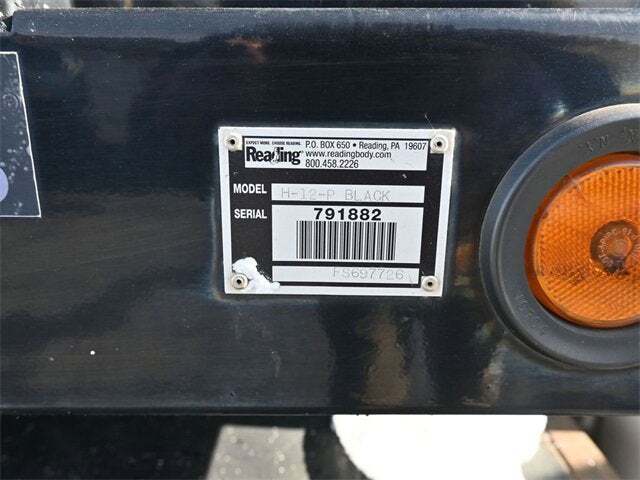 EXPECT MORE. CHOOSE READING.
Reading
P.O. BOX 650 • Reading, PA 19607
www.readingbody.com
800.458.2226
MODEL H-12-P BLACK
SERIAL 791882
FS697726